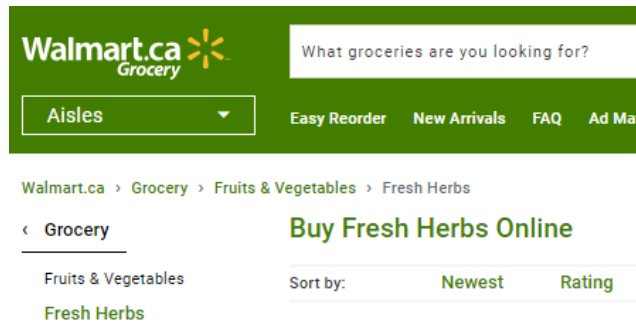 Walmart.ca
Grocery
What groceries are you looking for?
Aisles
Easy Reorder New Arrivals FAQ Ad
Walmart.ca › Grocery › Fruits & Vegetables › Fresh Herbs
‹ Grocery
Buy Fresh Herbs Online
Fruits & Vegetables
Sort by: Newest Rating
Fresh Herbs